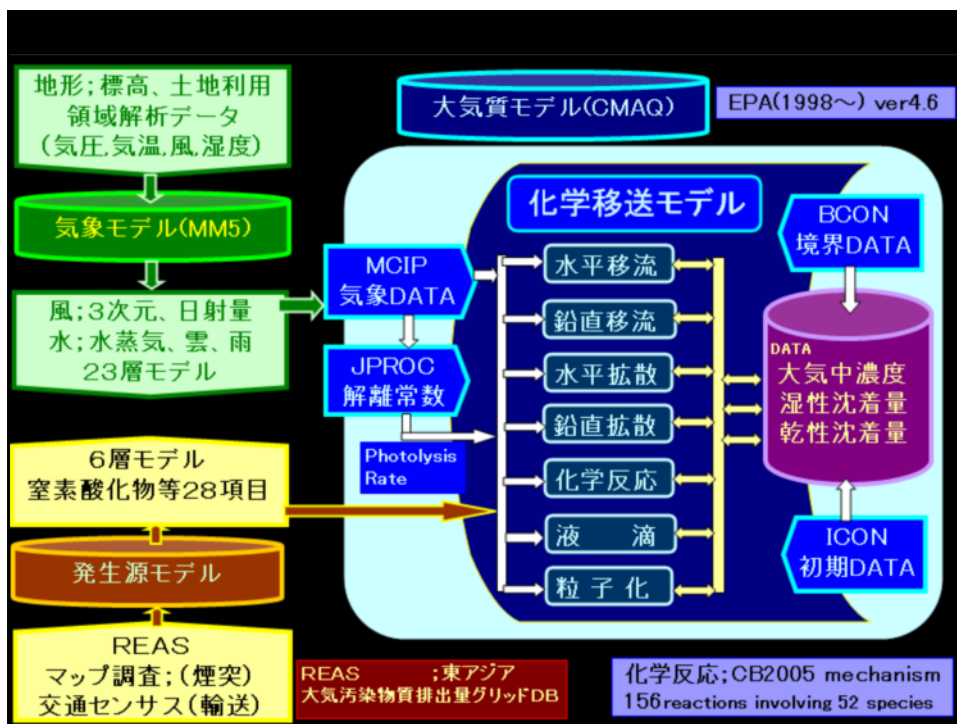 地形;標高、土地利用
領域解析データ
(気圧,気温,風,湿度)
気象モデル(MM5)
風;3次元、日射量
水;水蒸気、雲、雨
23層モデル
6層モデル
窒素酸化物等28項目
発生源モデル
REAS
マップ調査;(煙突)
交通センサス(輸送)
大気質モデル(CMAQ)
EPA(1998～) ver4.6
化学移送モデル
MCIP
気象DATA
JPROC
解離常数
Photolysis
Rate
水平移流
鉛直移流
水平拡散
鉛直拡散
化学反応
液 滴
粒子化
BCON
境界DATA
DATA
大気中濃度
湿性沈着量
乾性沈着量
ICON
初期DATA
REAS ;東アジア
大気汚染物質排出量グリッドDB
化学反応;CB2005 mechanism
156reactions involving 52 species